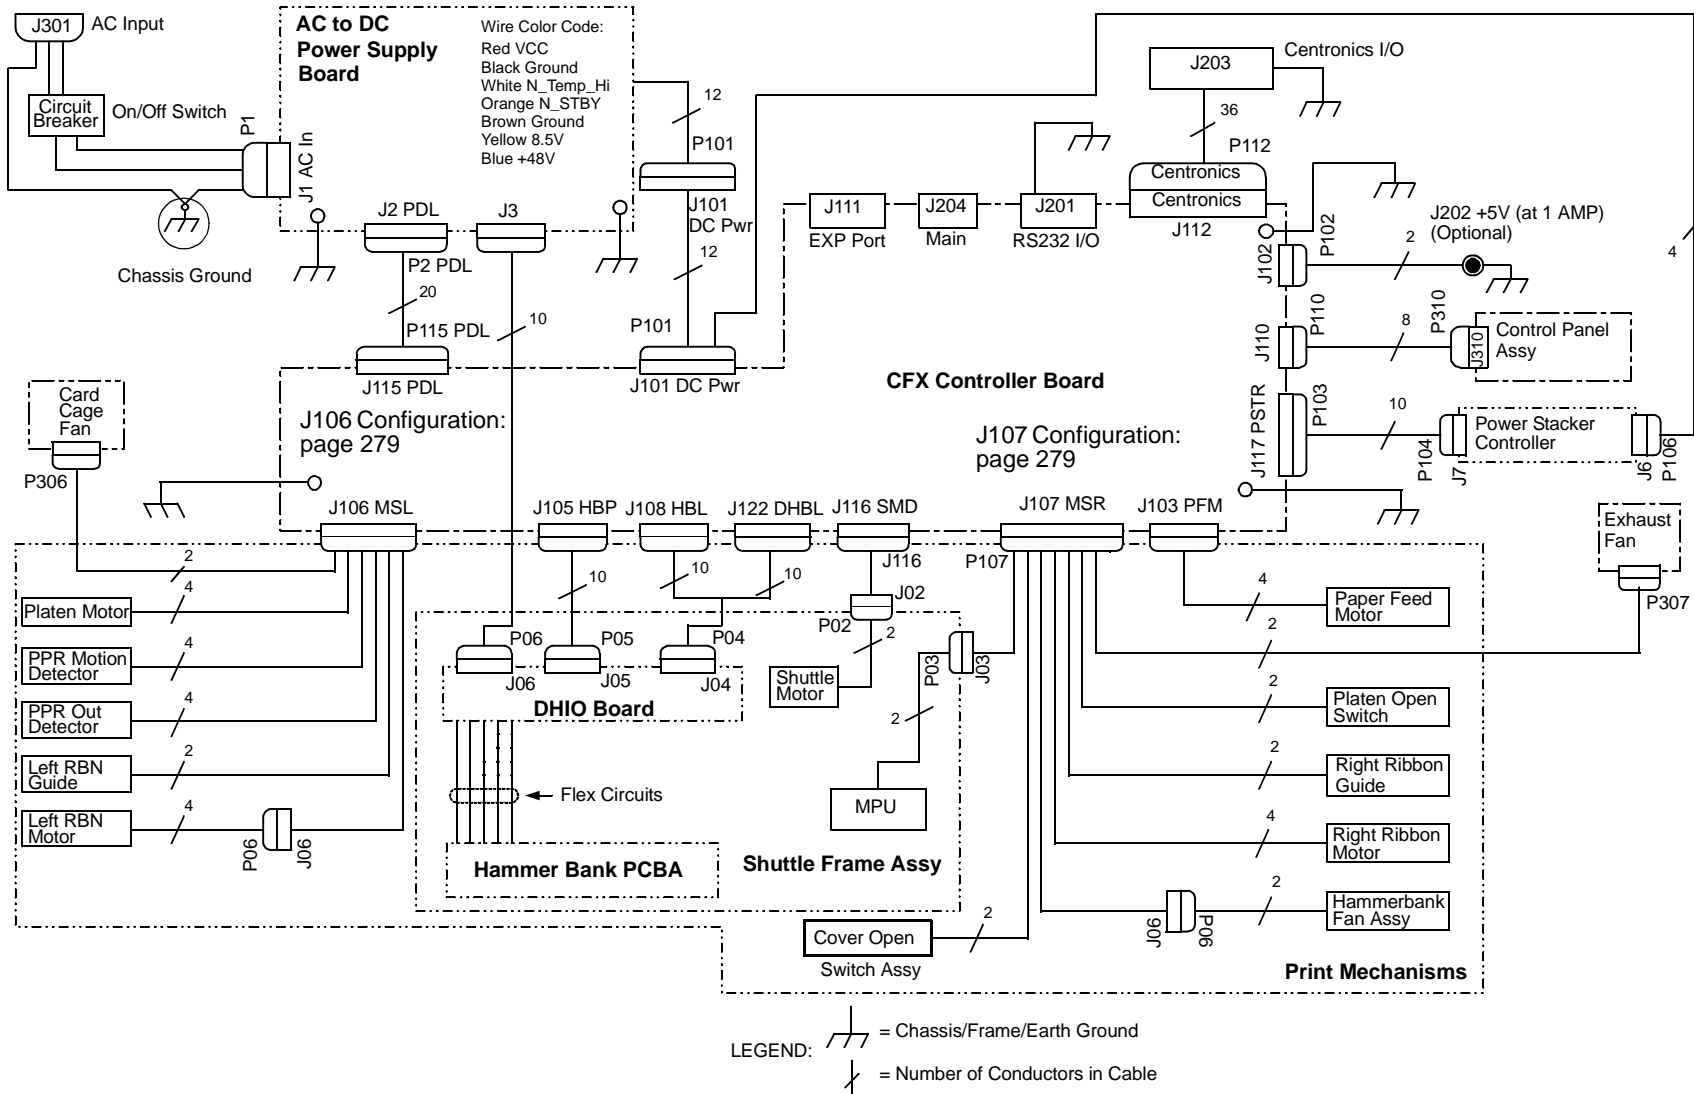 J301
AC Input
Circuit
Breaker
On/Off Switch
P1
J1 AC In
Chassis Ground
AC to DC
Power Supply
Board
Wire Color Code:
Red VCC
Black Ground
White N_Temp_Hi
Orange N_STBY
Brown Ground
Yellow 8.5V
Blue +48V
J2 PDL
J3
P2 PDL
20
P115 PDL
J115 PDL
10
12
P101
J101
DC Pwr
12
P101
J101 DC Pwr
J203
Centronics I/O
36
P112
Centronics
Centronics
J112
J111
EXP Port
J204
Main
J201
RS232 I/O
J102
P102
2
J202 +5V (at 1 AMP)
(Optional)
4
J110
P110
8
P310
J310
Control Panel
Assy
J117 PSTR
P103
10
P104
J7
Power Stacker
Controller
J6
P106
CFX Controller Board
J106 Configuration:
page 279
J107 Configuration:
page 279
Card
Cage
Fan
P306
Exhaust
Fan
P307
J106 MSL
J105 HBP
J108 HBL
J122 DHBL
J116 SMD
J107 MSR
J103 PFM
2
4
Platen Motor
4
PPR Motion
Detector
4
PPR Out
Detector
2
Left RBN
Guide
4
Left RBN
Motor
P06
J06
10
10
10
J116
J02
P02
2
Shuttle
Motor
P06
P05
P04
J06
J05
J04
DHIO Board
Flex Circuits
Hammer Bank PCBA
P03
J03
2
MPU
Shuttle Frame Assy
P107
4
Paper Feed
Motor
2
2
Platen Open
Switch
2
Right Ribbon
Guide
4
Right Ribbon
Motor
J06
P06
2
Hammerbank
Fan Assy
2
Cover Open
Switch Assy
Print Mechanisms
LEGEND:
= Chassis/Frame/Earth Ground
= Number of Conductors in Cable